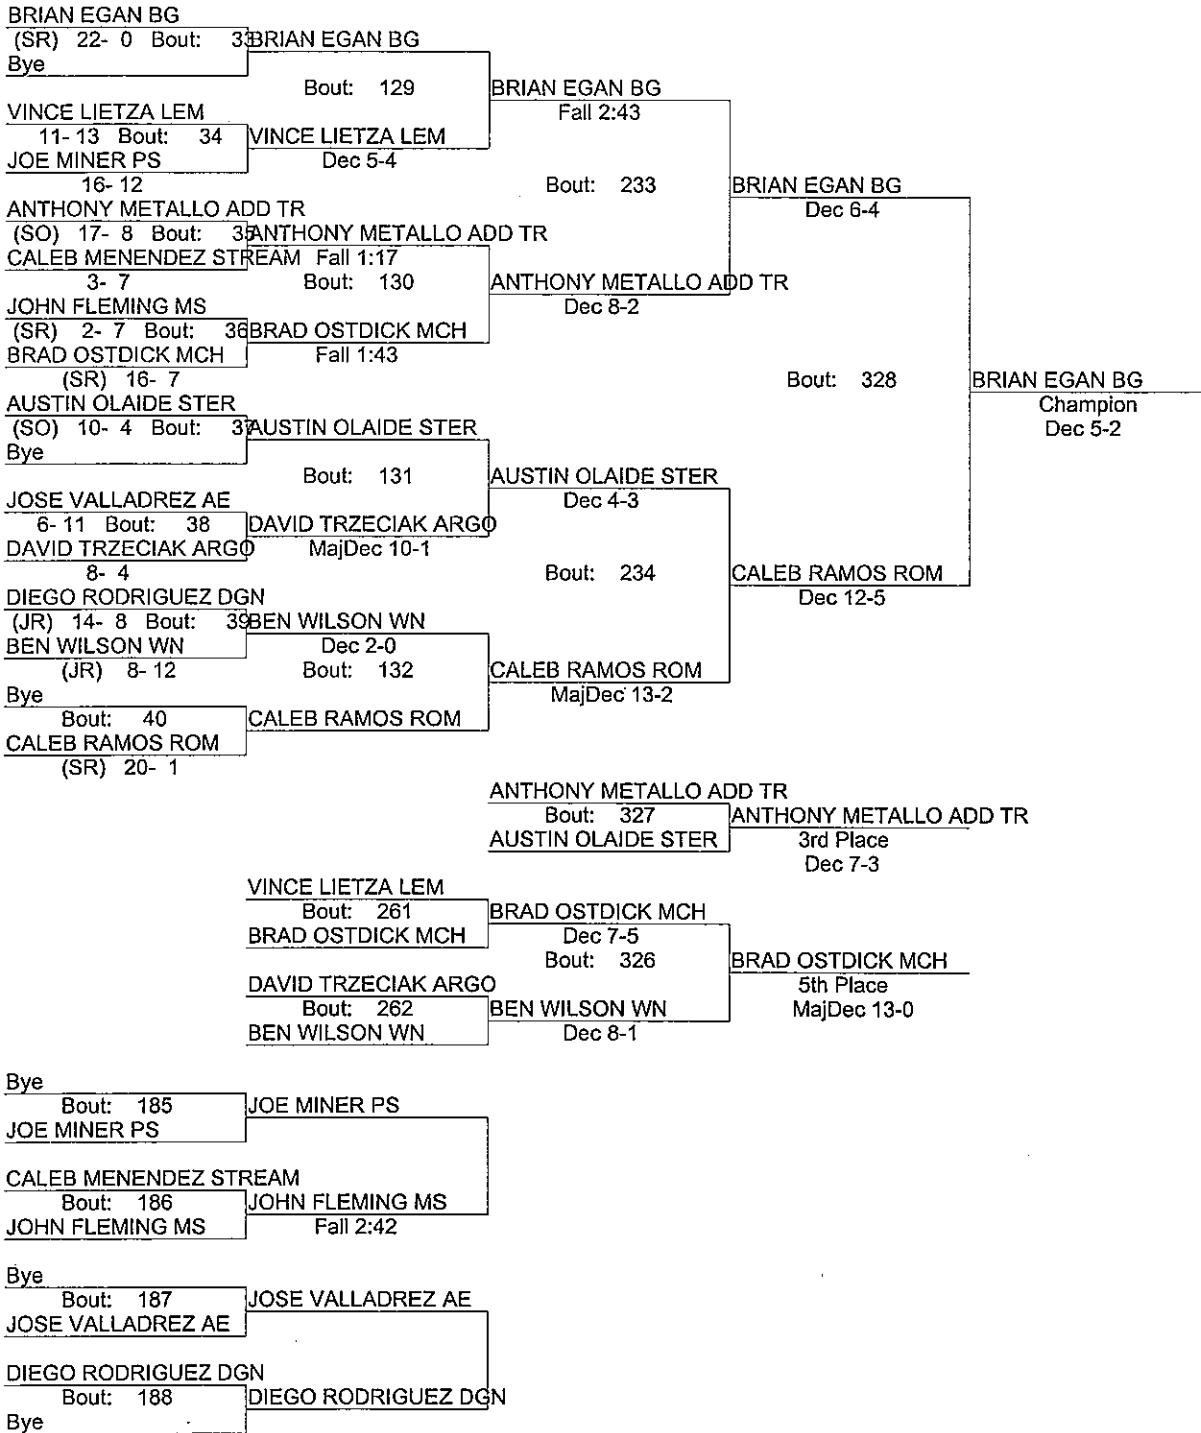 BRIAN EGAN BG
(SR) 22- 0 Bout: 33 BRIAN EGAN BG
Bye
Bout: 129 BRIAN EGAN BG
VINCE LIETZA LEM Fall 2:43
11- 13 Bout: 34 VINCE LIETZA LEM
JOE MINER PS Dec 5-4
16- 12 Bout: 233 BRIAN EGAN BG
ANTHONY METALLO ADD TR Dec 6-4
(SO) 17- 8 Bout: 35 ANTHONY METALLO ADD TR
CALEB MENENDEZ STREAM Fall 1:17
3- 7 Bout: 130 ANTHONY METALLO ADD TR
JOHN FLEMING MS Dec 8-2
(SR) 2- 7 Bout: 36 BRAD OSTDICK MCH
BRAD OSTDICK MCH Fall 1:43
(SR) 16- 7 Bout: 328 BRIAN EGAN BG
AUSTIN OLAIDE STER Champion
(SO) 10- 4 Bout: 37 AUSTIN OLAIDE STER Dec 5-2
Bye
Bout: 131 AUSTIN OLAIDE STER
JOSE VALLADREZ AE Dec 4-3
6- 11 Bout: 38 DAVID TRZECIAK ARGO
DAVID TRZECIAK ARGO MajDec 10-1
8- 4 Bout: 234 CALEB RAMOS ROM
DIEGO RODRIGUEZ DGN Dec 12-5
(JR) 14- 8 Bout: 39 BEN WILSON WN
BEN WILSON WN Dec 2-0
(JR) 8- 12 Bout: 132 CALEB RAMOS ROM
Bye MajDec 13-2
Bout: 40 CALEB RAMOS ROM
CALEB RAMOS ROM
(SR) 20- 1
ANTHONY METALLO ADD TR
Bout: 327 ANTHONY METALLO ADD TR
AUSTIN OLAIDE STER 3rd Place
Dec 7-3
VINCE LIETZA LEM
Bout: 261 BRAD OSTDICK MCH
BRAD OSTDICK MCH Dec 7-5
Bout: 326 BRAD OSTDICK MCH
DAVID TRZECIAK ARGO 5th Place
Bout: 262 BEN WILSON WN MajDec 13-0
BEN WILSON WN Dec 8-1
Bye
Bout: 185 JOE MINER PS
JOE MINER PS
CALEB MENENDEZ STREAM
Bout: 186 JOHN FLEMING MS
JOHN FLEMING MS Fall 2:42
Bye
Bout: 187 JOSE VALLADREZ AE
JOSE VALLADREZ AE
DIEGO RODRIGUEZ DGN
Bout: 188 DIEGO RODRIGUEZ DGN
Bye